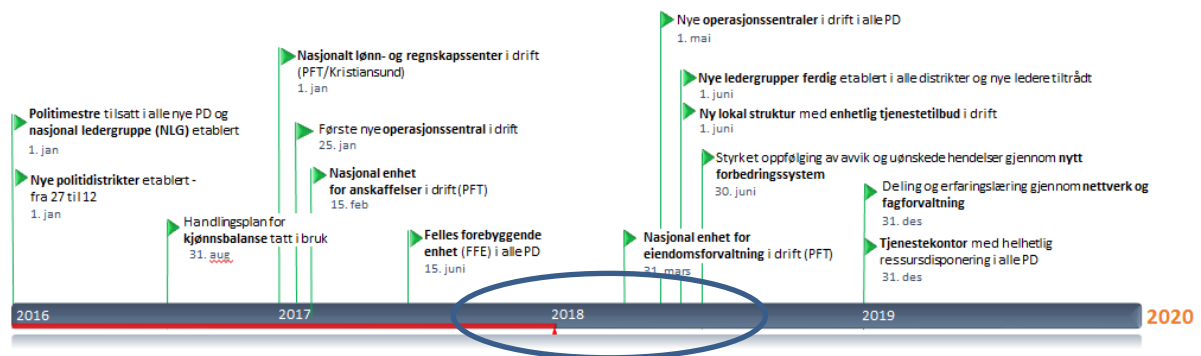 Politimestre tilsatt i alle nye PD og
nasjonal ledergruppe (NLG) etablert
1. jan
Nye politidistrikter etablert -
fra 27 til 12
1. jan
Handlingsplan for
kjønnsbalanse tatt i bruk
31. aug
Nasjonalt lønn- og regnskapssenter i drift
(PFT/Kristiansund)
1. jan
Første nye operasjonssentral i drift
25. jan
Nasjonal enhet
for anskaffelser i drift (PFT)
15. feb
Felles forebyggende
enhet (FFE) i alle PD
15. juni
Nasjonal enhet for
eiendomsforvaltning i drift (PFT)
31. mars
Nye operasjonssentraler i drift i alle PD
1. mai
Nye ledergrupper ferdig etablert i alle distrikter og nye ledere tiltrådt
1. juni
Ny lokal struktur med enhetlig tjenestetilbud i drift
1. juni
Styrket oppfølging av avvik og uønskede hendelser gjennom nytt
forbedringssystem
30. juni
Deling og erfaringslæring gjennom nettverk og
fagforvaltning
31. des
Tjenestekontor med helhetlig
ressursdisponering i alle PD
31. des
2016
2017
2018
2019
2020